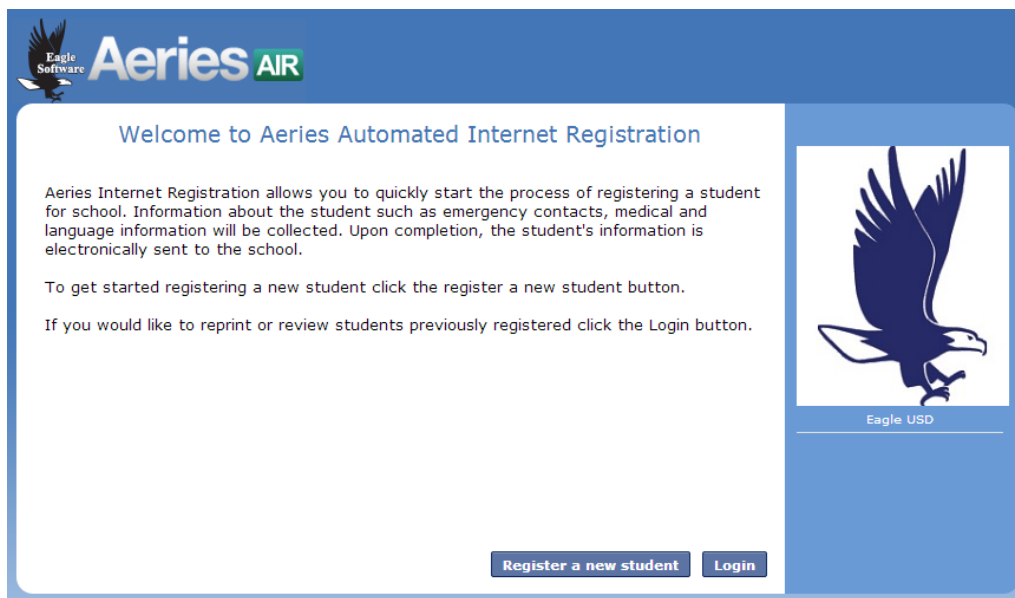 Eagle
Software
Aeries AIR
Welcome to Aeries Automated Internet Registration
Aeries Internet Registration allows you to quickly start the process of registering a student
for school. Information about the student such as emergency contacts, medical and
language information will be collected. Upon completion, the student's information is
electronically sent to the school.
To get started registering a new student click the register a new student button.
If you would like to reprint or review students previously registered click the Login button.
Eagle USD
Register a new student
Login